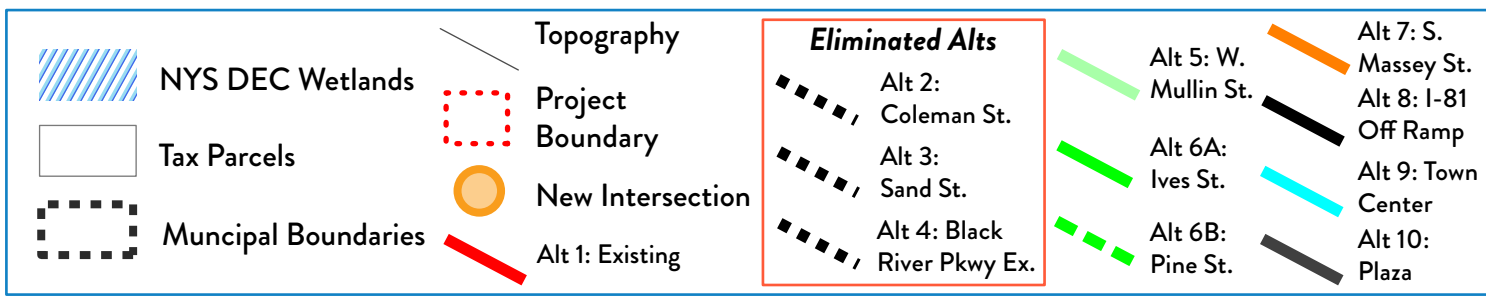 NYS DEC Wetlands
Tax Parcels
Muncipal Boundaries
Topography
Project
Boundary
New Intersection
Alt 1: Existing
Eliminated Alts
Alt 2:
Coleman St.
Alt 3:
Sand St.
Alt 4: Black
River Pkwy Ex.
Alt 5: W.
Mullin St.
Alt 6A:
Ives St.
Alt 6B:
Pine St.
Alt 7: S.
Massey St.
Alt 8: I-81
Off Ramp
Alt 9: Town
Center
Alt 10:
Plaza